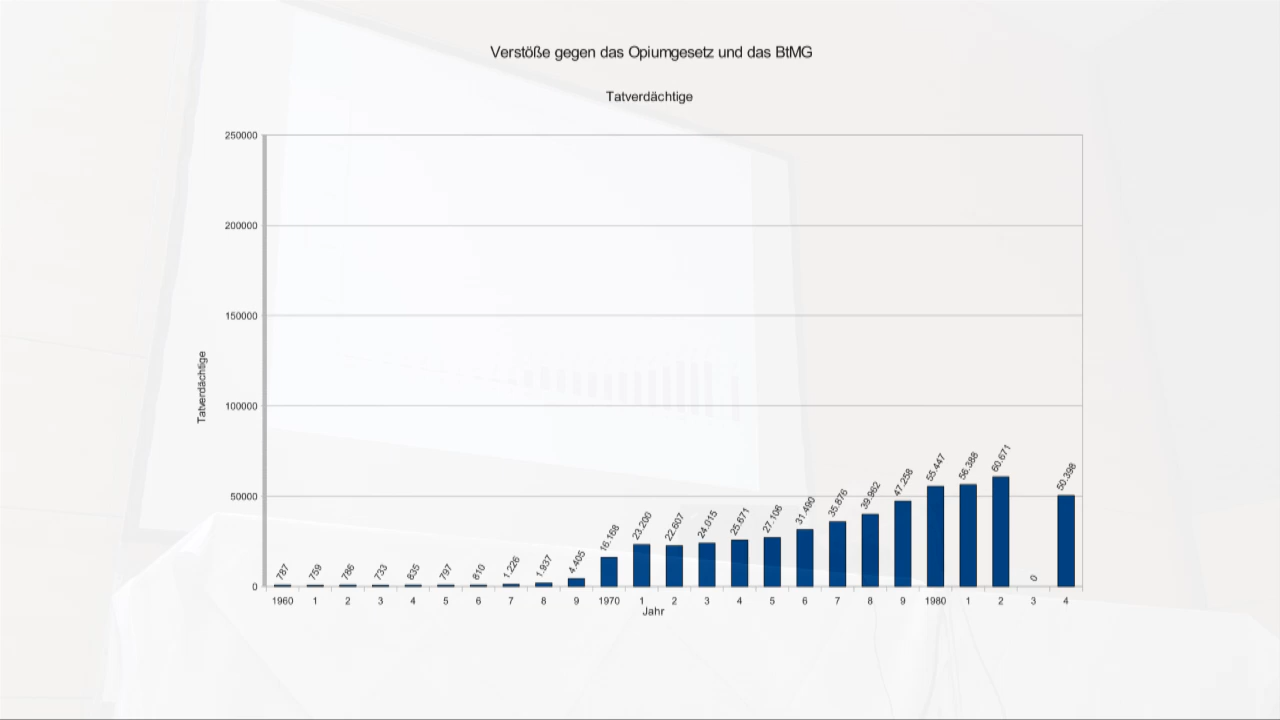 Verstöße gegen das Opiumgesetz und das BtMG
Tatverdächtige
250000
200000
150000
100000
50000
0
Tatverdächtige
787 759 786 733 835 797 810 1.226 1.937 4.405 16.168 23.200 22.607 24.015 25.671 27.106 31.490 35.876 39.962 47.258 55.447 56.388 60.671 0 50.398
1960 1 2 3 4 5 6 7 8 9 1970 1 2 3 4 5 6 7 8 9 1980 1 2 3 4
Jahr